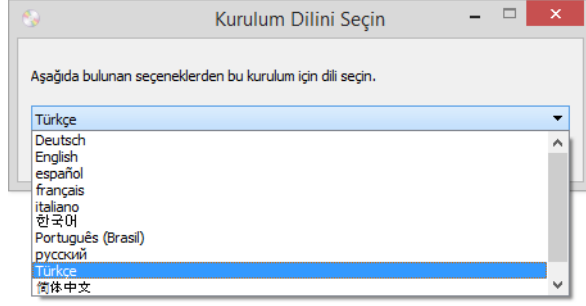 Kurulum Dilini Seçin
Aşağıda bulunan seçeneklerden bu kurulum için dili seçin.
Türkçe
Deutsch
English
español
français
italiano
한국어
Português (Brasil)
русский
Türkçe
简体中文